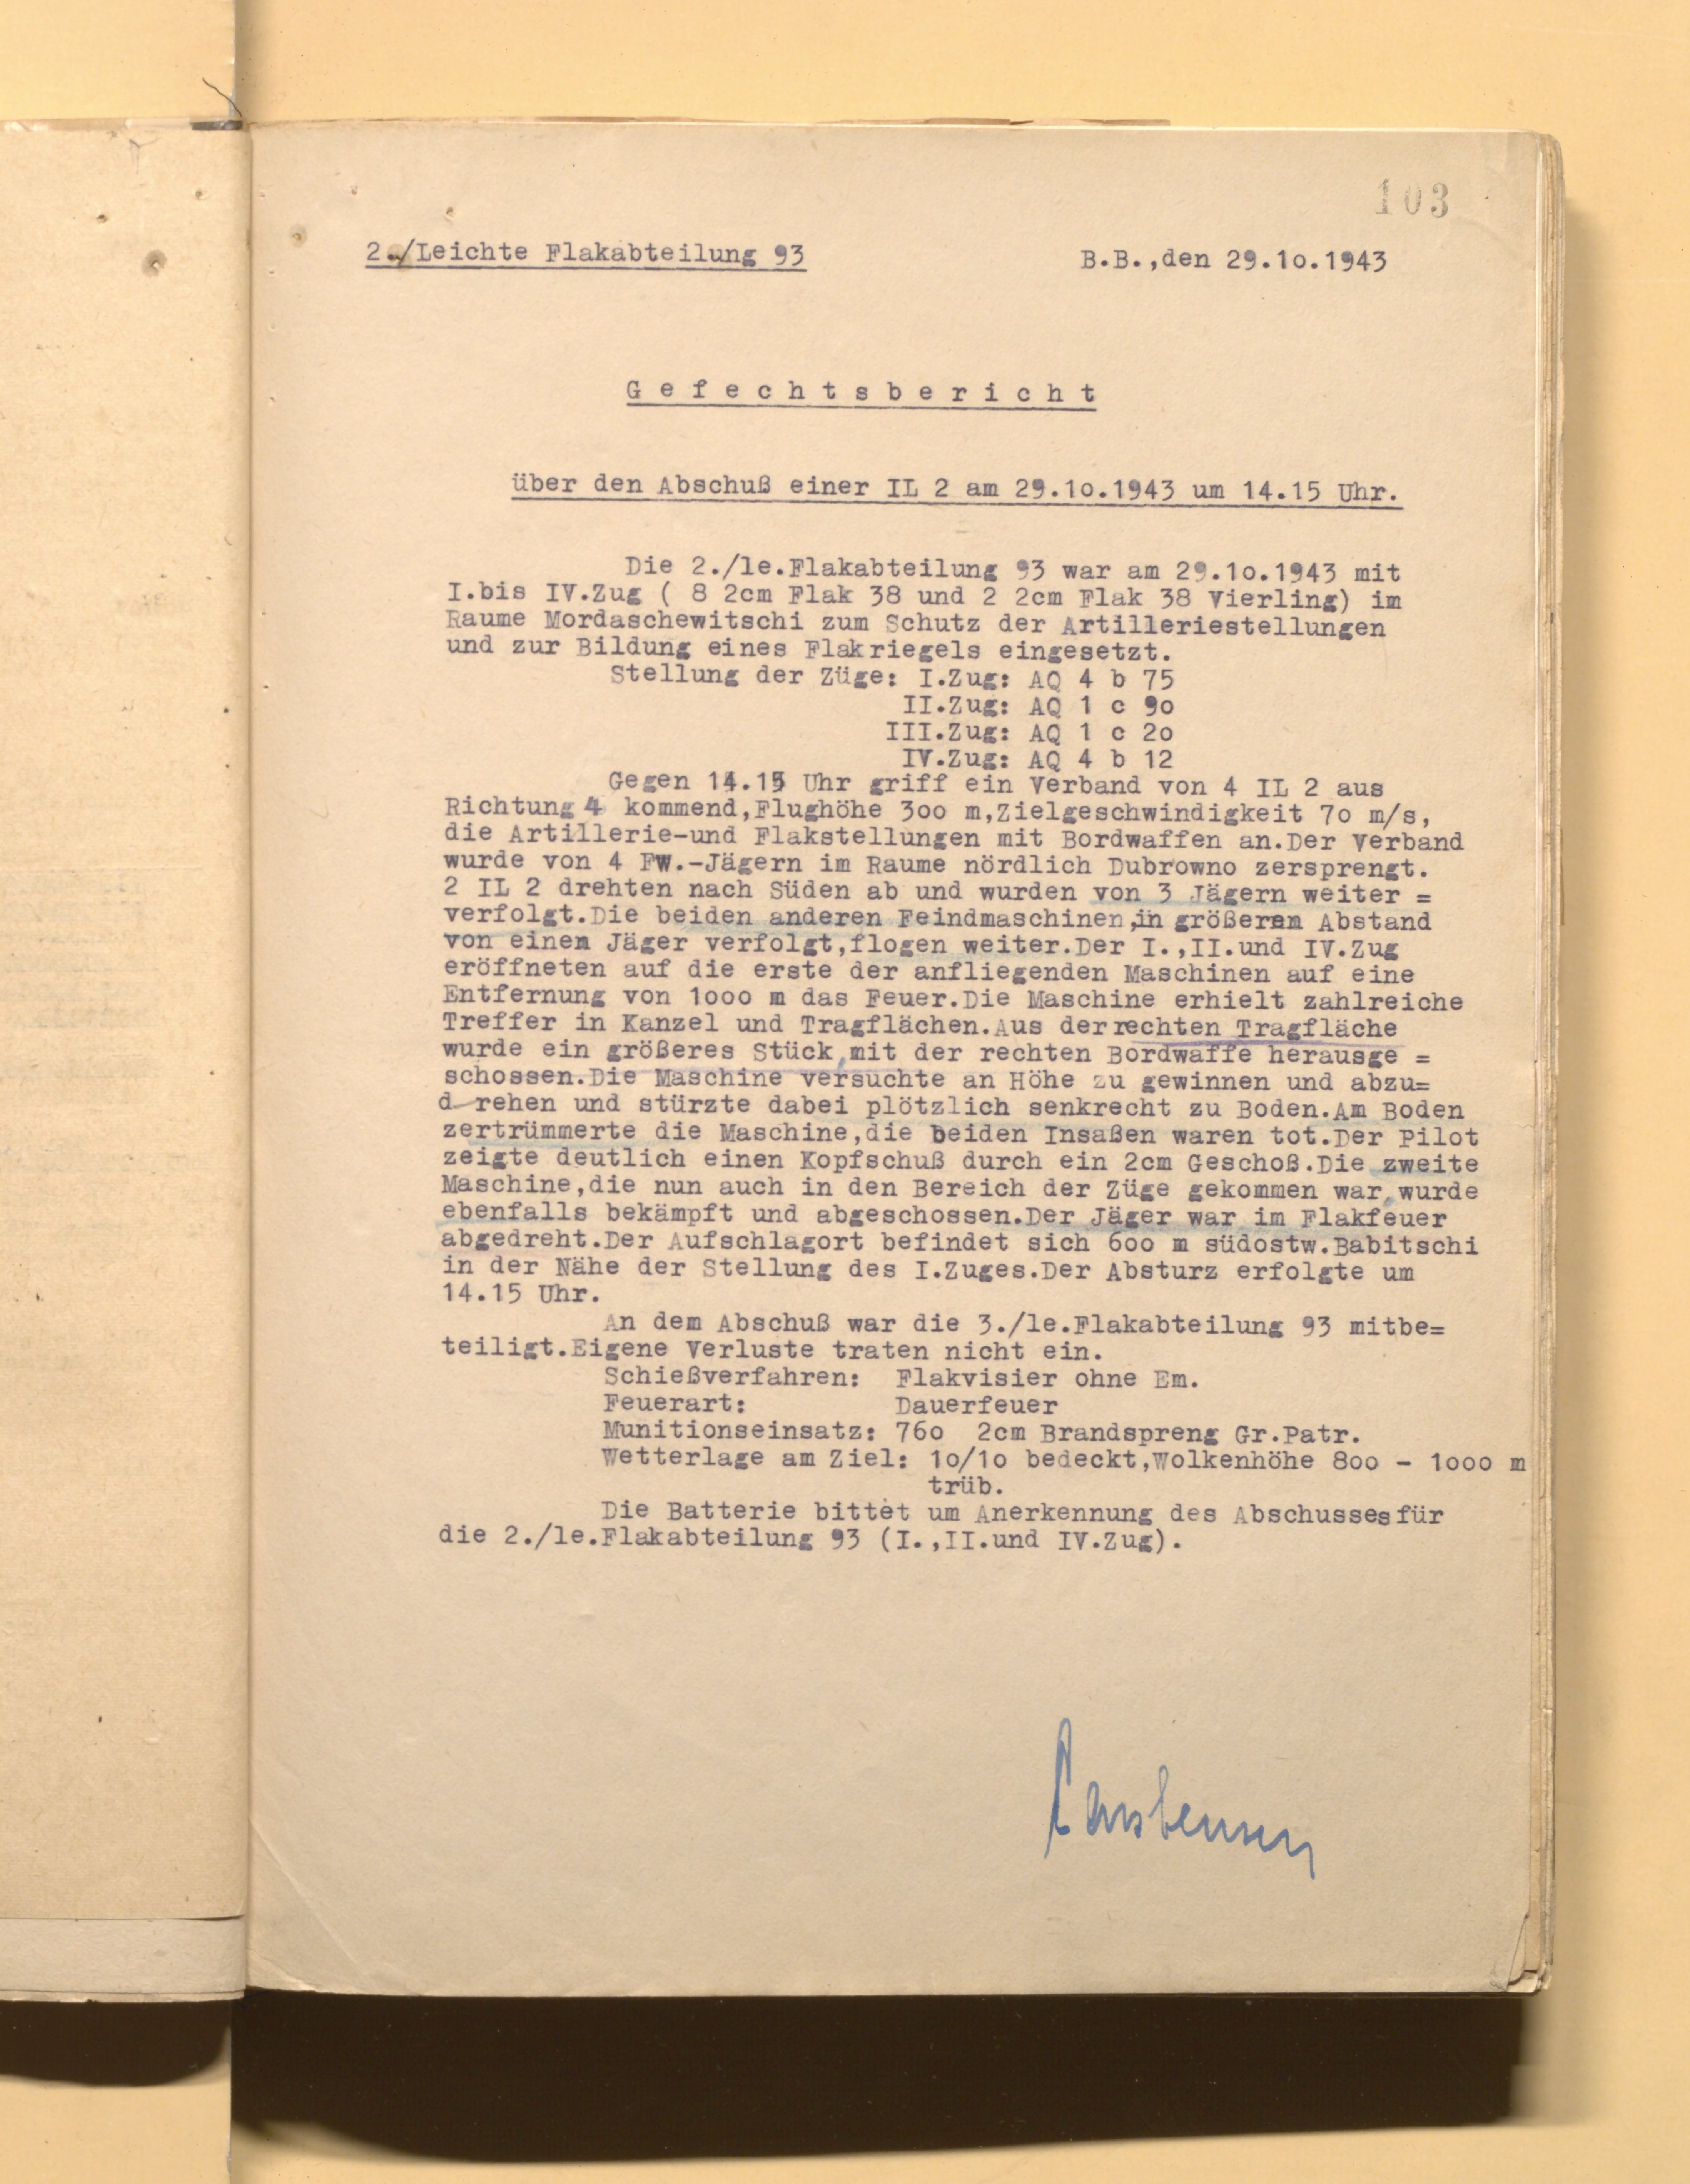 103
2./Leichte Flakabteilung 93 B.B.,den 29.10.1943
Gefechtsbericht
über den Abschuß einer IL 2 am 29.10.1943 um 14.15 Uhr.
Die 2./le.Flakabteilung 93 war am 29.10.1943 mit
I.bis IV.Zug ( 8 2cm Flak 38 und 2 2cm Flak 38 Vierling) im
Raume Mordaschewitschi zum Schutz der Artilleriestellungen
und zur Bildung eines Flakriegels eingesetzt.
Stellung der Züge: I.Zug: AQ 4 b 75
II.Zug: AQ 1 c 90
III.Zug: AQ 1 c 20
IV.Zug: AQ 4 b 12
Gegen 14.15 Uhr griff ein Verband von 4 IL 2 aus
Richtung 4 kommend,Flughöhe 300 m,Zielgeschwindigkeit 70 m/s,
die Artillerie-und Flakstellungen mit Bordwaffen an.Der Verband
wurde von 4 FW.-Jägern im Raume nördlich Dubrowno zersprengt.
2 IL 2 drehten nach Süden ab und wurden von 3 Jägern weiter =
verfolgt.Die beiden anderen Feindmaschinen,in größerem Abstand
von einem Jäger verfolgt,flogen weiter.Der I.,II.und IV.Zug
eröffneten auf die erste der anfliegenden Maschinen auf eine
Entfernung von 1000 m das Feuer.Die Maschine erhielt zahlreiche
Treffer in Kanzel und Tragflächen.Aus der rechten Tragfläche
wurde ein größeres Stück,mit der rechten Bordwaffe herausge =
schossen.Die Maschine versuchte an Höhe zu gewinnen und abzu=
d rehen und stürzte dabei plötzlich senkrecht zu Boden.Am Boden
zertrümmerte die Maschine,die beiden Insaßen waren tot.Der Pilot
zeigte deutlich einen Kopfschuß durch ein 2cm Geschoß.Die zweite
Maschine,die nun auch in den Bereich der Züge gekommen war,wurde
ebenfalls bekämpft und abgeschossen.Der Jäger war im Flakfeuer
abgedreht.Der Aufschlagort befindet sich 600 m südostw.Babitschi
in der Nähe der Stellung des I.Zuges.Der Absturz erfolgte um
14.15 Uhr.
An dem Abschuß war die 3./le.Flakabteilung 93 mitbe=
teiligt.Eigene Verluste traten nicht ein.
Schießverfahren: Flakvisier ohne Em.
Feuerart: Dauerfeuer
Munitionseinsatz: 760 2cm Brandspreng Gr.Patr.
Wetterlage am Ziel: 10/10 bedeckt,Wolkenhöhe 800 - 1000 m
trüb.
Die Batterie bittet um Anerkennung des Abschusses für
die 2./le.Flakabteilung 93 (I.,II.und IV.Zug).